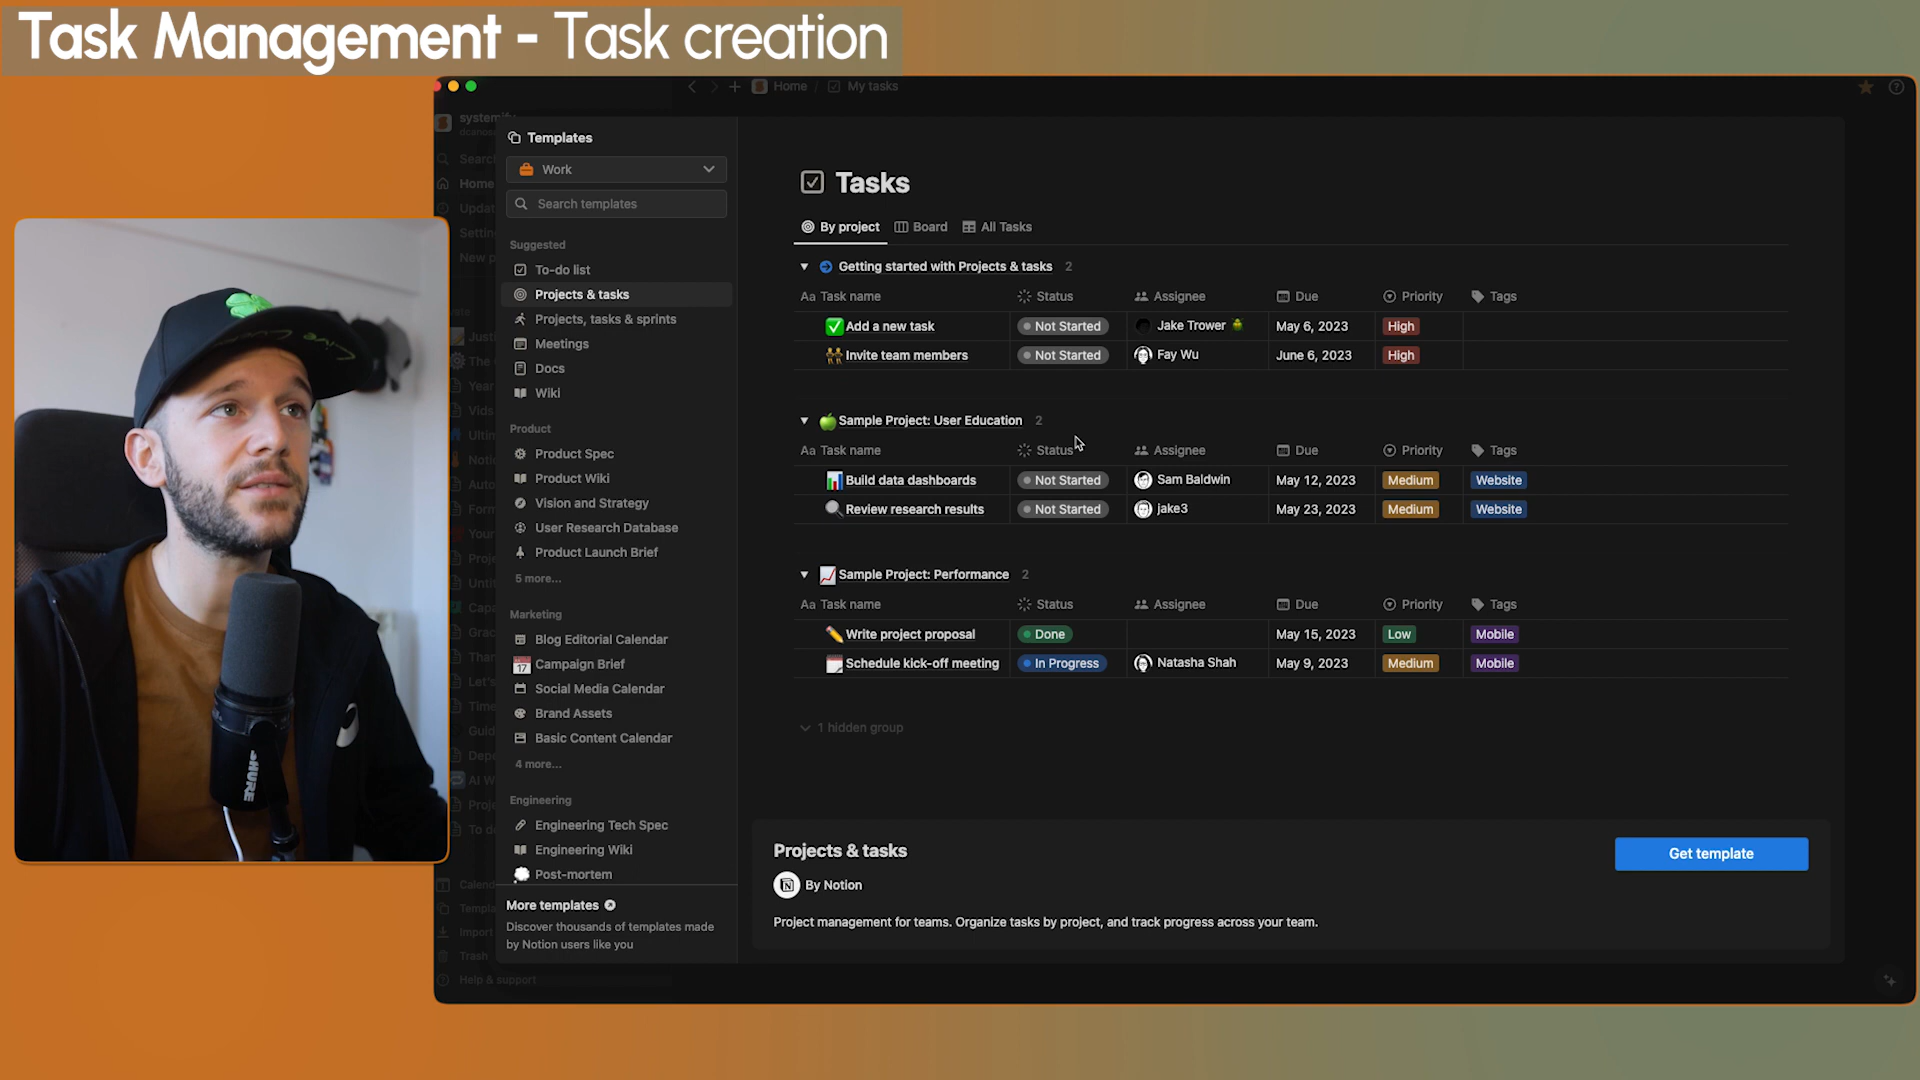 Task Management - Task creation
Home / My tasks
Templates
Work
Search templates
Suggested
To-do list
Projects & tasks
Projects, tasks & sprints
Meetings
Docs
Wiki
Product
Product Spec
Product Wiki
Vision and Strategy
User Research Database
Product Launch Brief
5 more...
Marketing
Blog Editorial Calendar
17
Campaign Brief
Social Media Calendar
Brand Assets
Basic Content Calendar
4 more...
Engineering
Engineering Tech Spec
Engineering Wiki
Post-mortem
More templates
Discover thousands of templates made
by Notion users like you
Home
Trash
Help & support
Import
Tasks
By project Board All Tasks
Getting started with Projects & tasks 2
Aa Task name Status Assignee Due Priority Tags
Add a new task Not Started Jake Trower May 6, 2023 High
Invite team members Not Started Fay Wu June 6, 2023 High
Sample Project: User Education 2
Aa Task name Status Assignee Due Priority Tags
Build data dashboards Not Started Sam Baldwin May 12, 2023 Medium Website
Review research results Not Started jake3 May 23, 2023 Medium Website
Sample Project: Performance 2
Aa Task name Status Assignee Due Priority Tags
Write project proposal Done May 15, 2023 Low Mobile
Schedule kick-off meeting In Progress Natasha Shah May 9, 2023 Medium Mobile
1 hidden group
Projects & tasks
By Notion
Project management for teams. Organize tasks by project, and track progress across your team.
Get template
SHURE